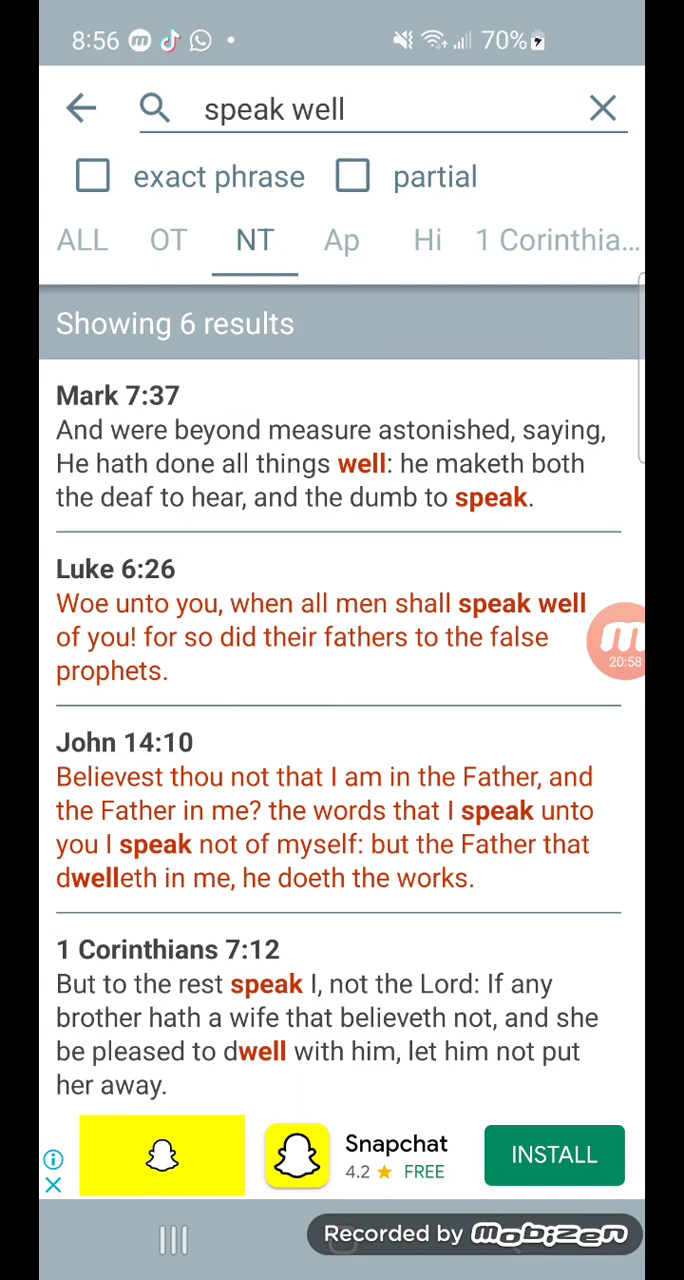 8:56 70%
speak well
exact phrase partial
ALL OT NT Ap Hi 1 Corinthia...
Showing 6 results
Mark 7:37
And were beyond measure astonished, saying,
He hath done all things well: he maketh both
the deaf to hear, and the dumb to speak.
Luke 6:26
Woe unto you, when all men shall speak well
of you! for so did their fathers to the false
prophets.
20:58
John 14:10
Believest thou not that I am in the Father, and
the Father in me? the words that I speak unto
you I speak not of myself: but the Father that
dwelleth in me, he doeth the works.
1 Corinthians 7:12
But to the rest speak I, not the Lord: If any
brother hath a wife that believeth not, and she
be pleased to dwell with him, let him not put
her away.
Snapchat
4.2 ★ FREE
INSTALL
Recorded by mobizen